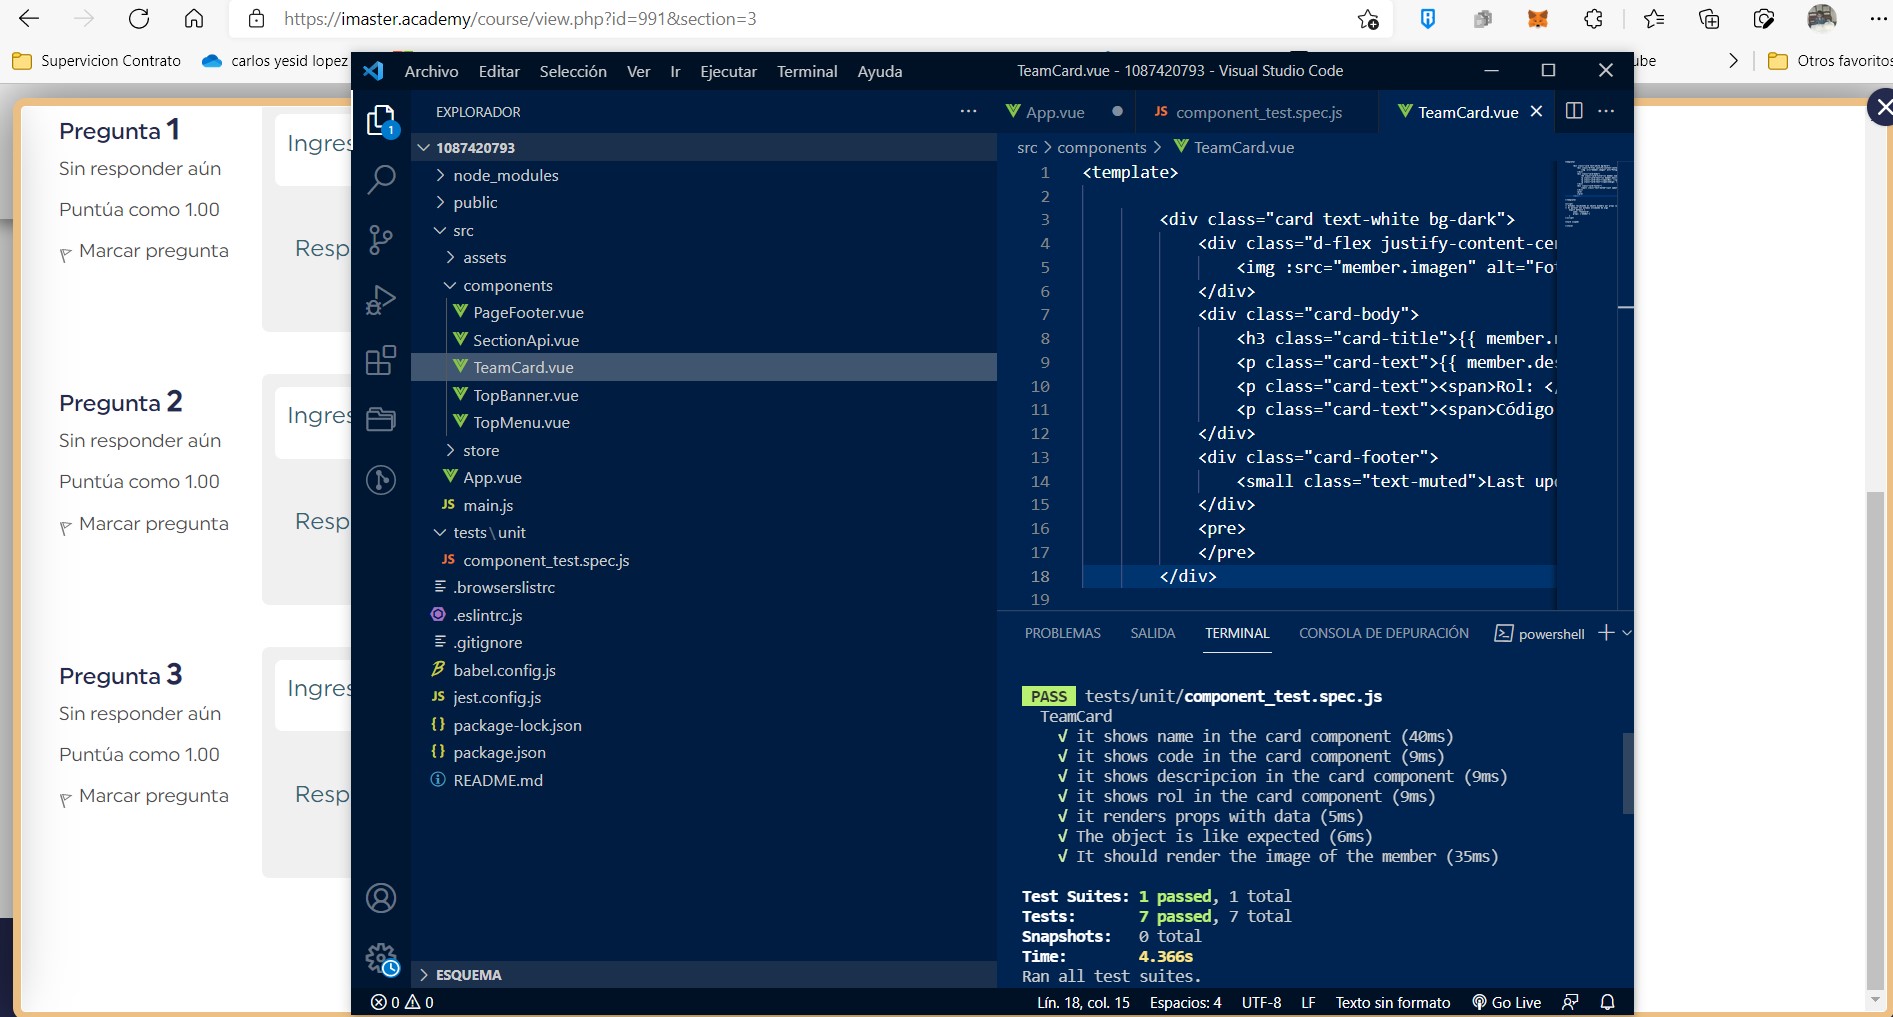 https://imaster.academy/course/view.php?id=991&section=3
Supervicion Contrato
carlos yesid lopez
Otros favoritos
Pregunta 1
Sin responder aún
Puntúa como 1.00
Marcar pregunta
Ingres
Resp
Pregunta 2
Sin responder aún
Puntúa como 1.00
Marcar pregunta
Ingres
Resp
Pregunta 3
Sin responder aún
Puntúa como 1.00
Marcar pregunta
Ingres
Resp
Archivo Editar Selección Ver Ir Ejecutar Terminal Ayuda
TeamCard.vue - 1087420793 - Visual Studio Code
EXPLORADOR
1
1087420793
node_modules
public
src
assets
components
PageFooter.vue
SectionApi.vue
TeamCard.vue
TopBanner.vue
TopMenu.vue
store
App.vue
JS main.js
tests\unit
JS component_test.spec.js
.browserslistrc
.eslintrc.js
.gitignore
babel.config.js
JS jest.config.js
{} package-lock.json
{} package.json
README.md
ESQUEMA
App.vue
JS component_test.spec.js
TeamCard.vue
src > components > TeamCard.vue
1 <template>
2
3 <div class="card text-white bg-dark">
4 <div class="d-flex justify-content-ce
5 <img :src="member.imagen" alt="Fo
6 </div>
7 <div class="card-body">
8 <h3 class="card-title">{{ member.
9 <p class="card-text">{{ member.de
10 <p class="card-text"><span>Rol: <
11 <p class="card-text"><span>Código
12 </div>
13 <div class="card-footer">
14 <small class="text-muted">Last up
15 </div>
16 <pre>
17 </pre>
18 </div>
19
PROBLEMAS SALIDA TERMINAL CONSOLA DE DEPURACIÓN powershell
PASS tests/unit/component_test.spec.js
TeamCard
√ it shows name in the card component (40ms)
√ it shows code in the card component (9ms)
√ it shows descripcion in the card component (9ms)
√ it shows rol in the card component (9ms)
√ it renders props with data (5ms)
√ The object is like expected (6ms)
√ It should render the image of the member (35ms)
Test Suites: 1 passed, 1 total
Tests: 7 passed, 7 total
Snapshots: 0 total
Time: 4.366s
Ran all test suites.
0 0
Lín. 18, col. 15 Espacios: 4 UTF-8 LF Texto sin formato Go Live